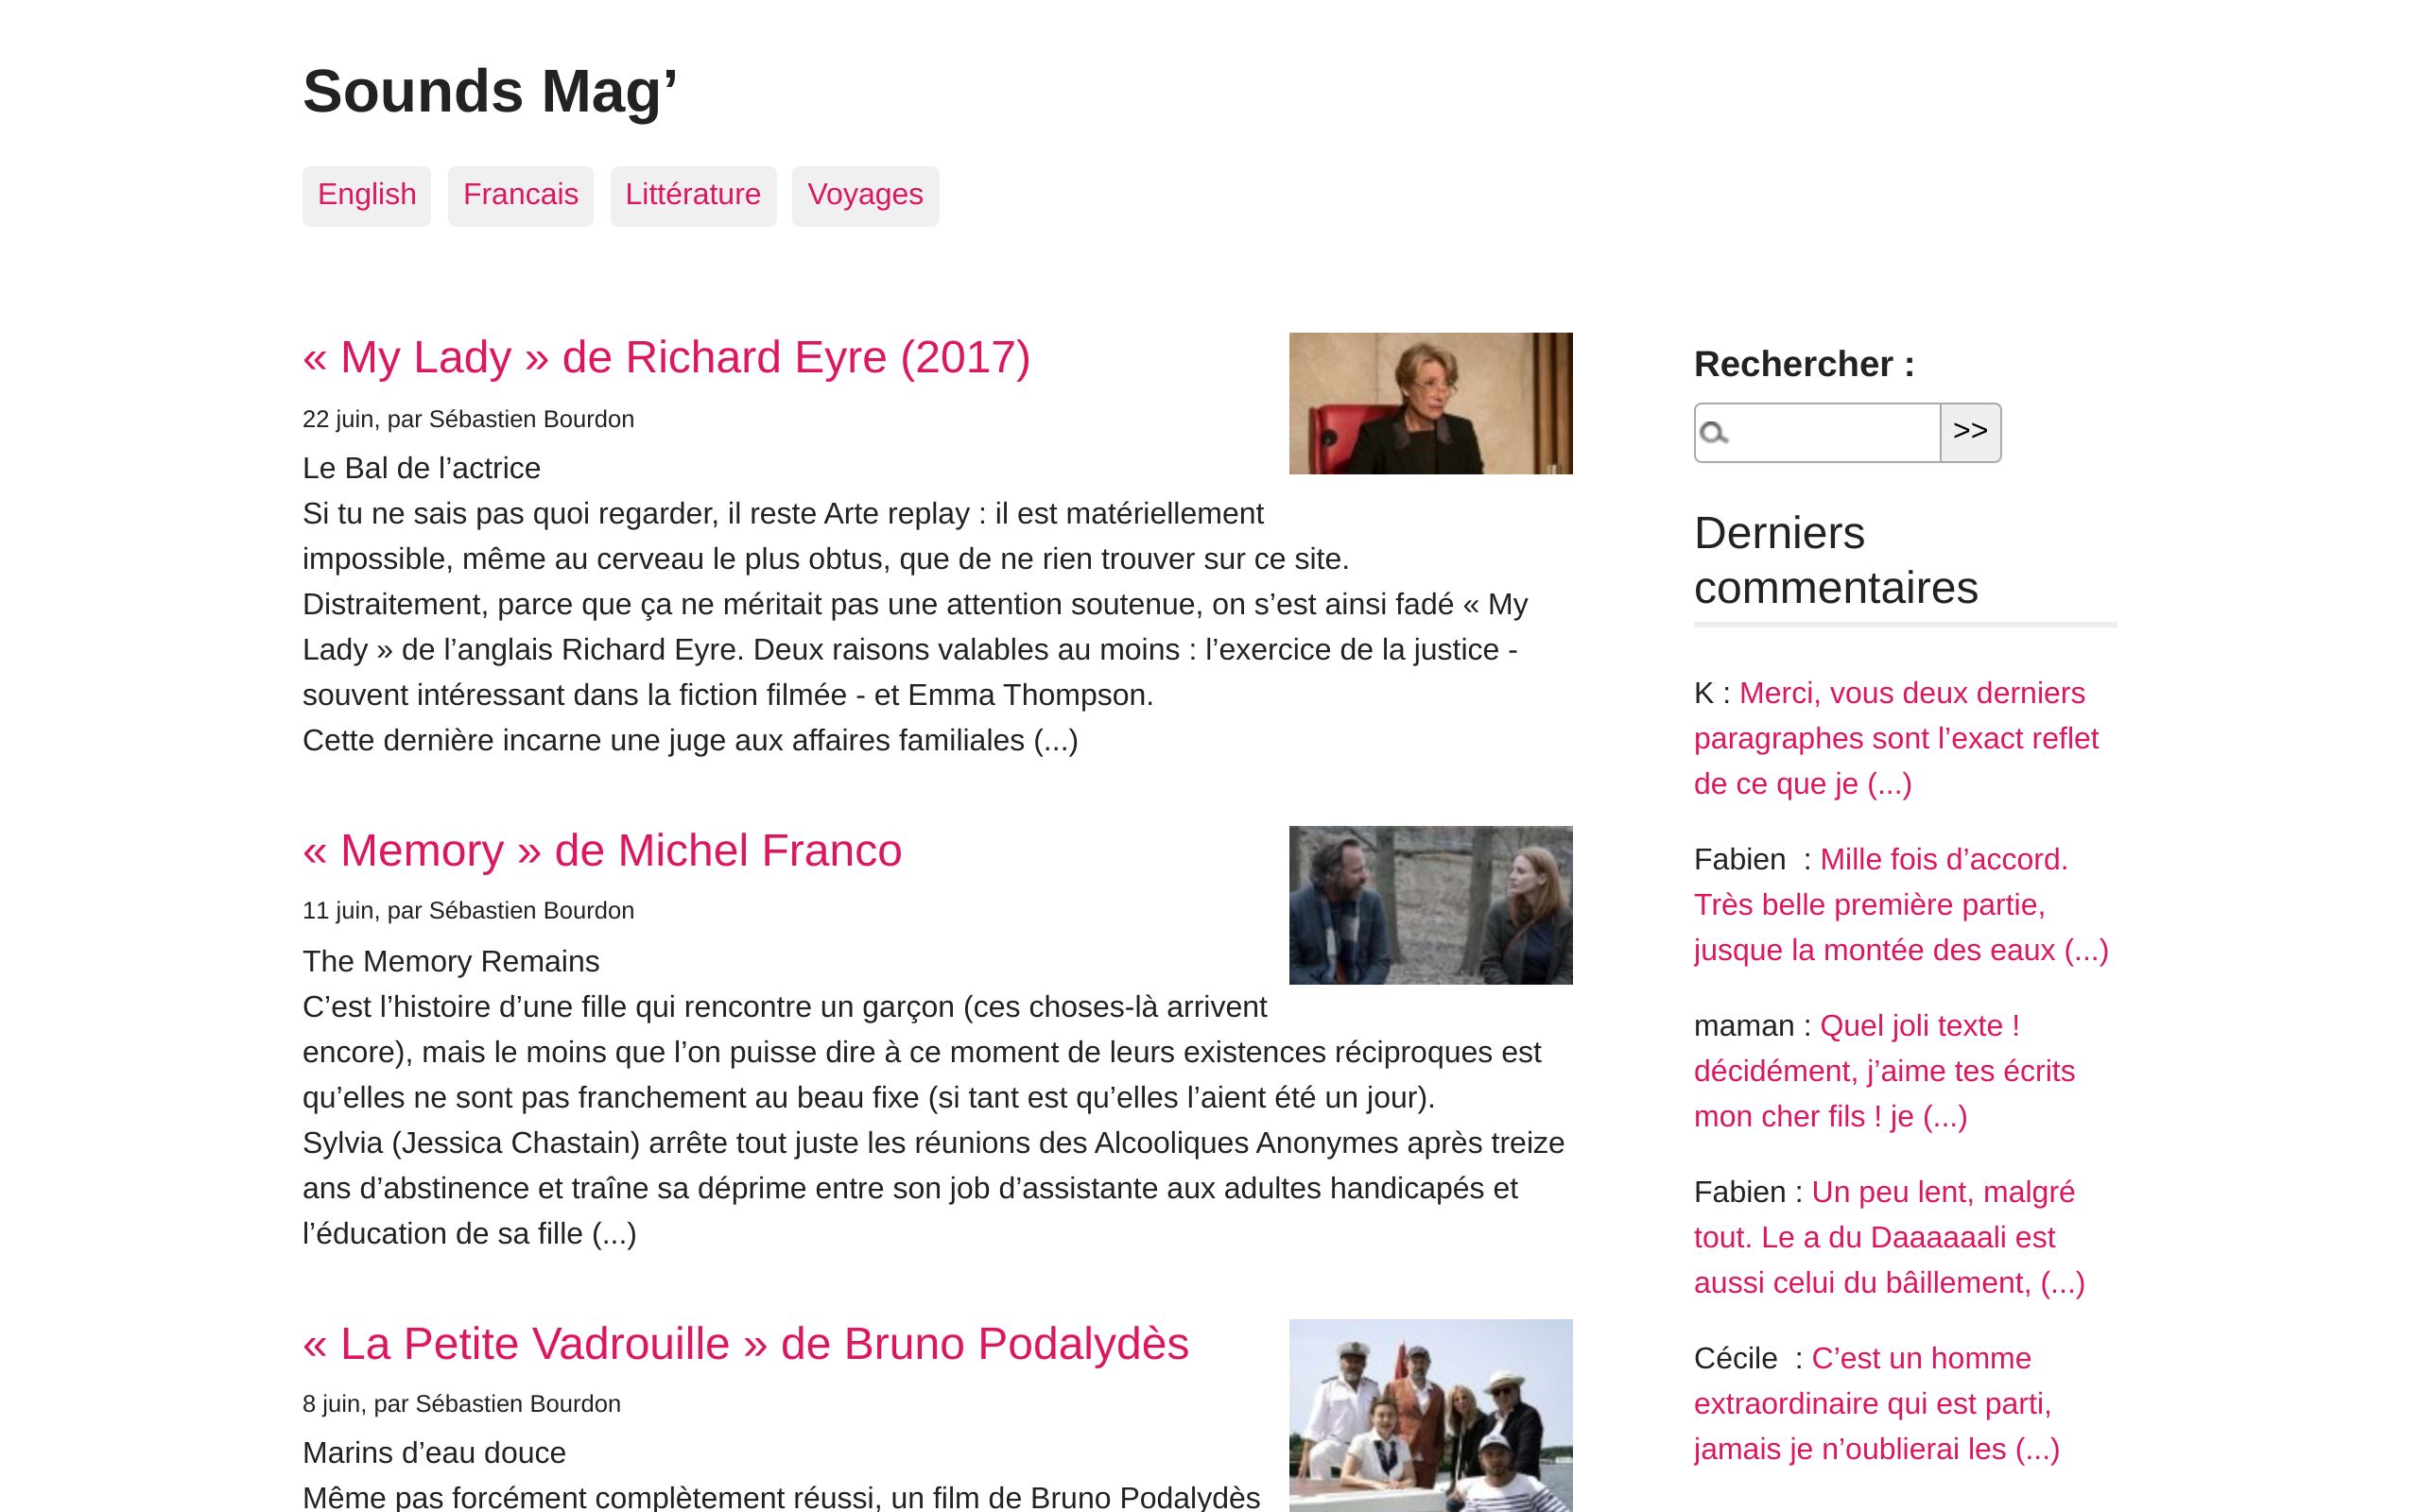 Sounds Mag’
English
Francais
Littérature
Voyages
« My Lady » de Richard Eyre (2017)
22 juin, par Sébastien Bourdon
Le Bal de l’actrice
Si tu ne sais pas quoi regarder, il reste Arte replay : il est matériellement
impossible, même au cerveau le plus obtus, que de ne rien trouver sur ce site.
Distraitement, parce que ça ne méritait pas une attention soutenue, on s’est ainsi fadé « My
Lady » de l’anglais Richard Eyre. Deux raisons valables au moins : l’exercice de la justice -
souvent intéressant dans la fiction filmée - et Emma Thompson.
Cette dernière incarne une juge aux affaires familiales (...)
« Memory » de Michel Franco
11 juin, par Sébastien Bourdon
The Memory Remains
C’est l’histoire d’une fille qui rencontre un garçon (ces choses-là arrivent
encore), mais le moins que l’on puisse dire à ce moment de leurs existences réciproques est
qu’elles ne sont pas franchement au beau fixe (si tant est qu’elles l’aient été un jour).
Sylvia (Jessica Chastain) arrête tout juste les réunions des Alcooliques Anonymes après treize
ans d’abstinence et traîne sa déprime entre son job d’assistante aux adultes handicapés et
l’éducation de sa fille (...)
« La Petite Vadrouille » de Bruno Podalydès
8 juin, par Sébastien Bourdon
Marins d’eau douce
Même pas forcément complètement réussi, un film de Bruno Podalydès
Rechercher :
>>
Derniers
commentaires
K : Merci, vous deux derniers
paragraphes sont l’exact reflet
de ce que je (...)
Fabien  : Mille fois d’accord.
Très belle première partie,
jusque la montée des eaux (...)
maman : Quel joli texte !
décidément, j’aime tes écrits
mon cher fils ! je (...)
Fabien : Un peu lent, malgré
tout. Le a du Daaaaaali est
aussi celui du bâillement, (...)
Cécile  : C’est un homme
extraordinaire qui est parti,
jamais je n’oublierai les (...)